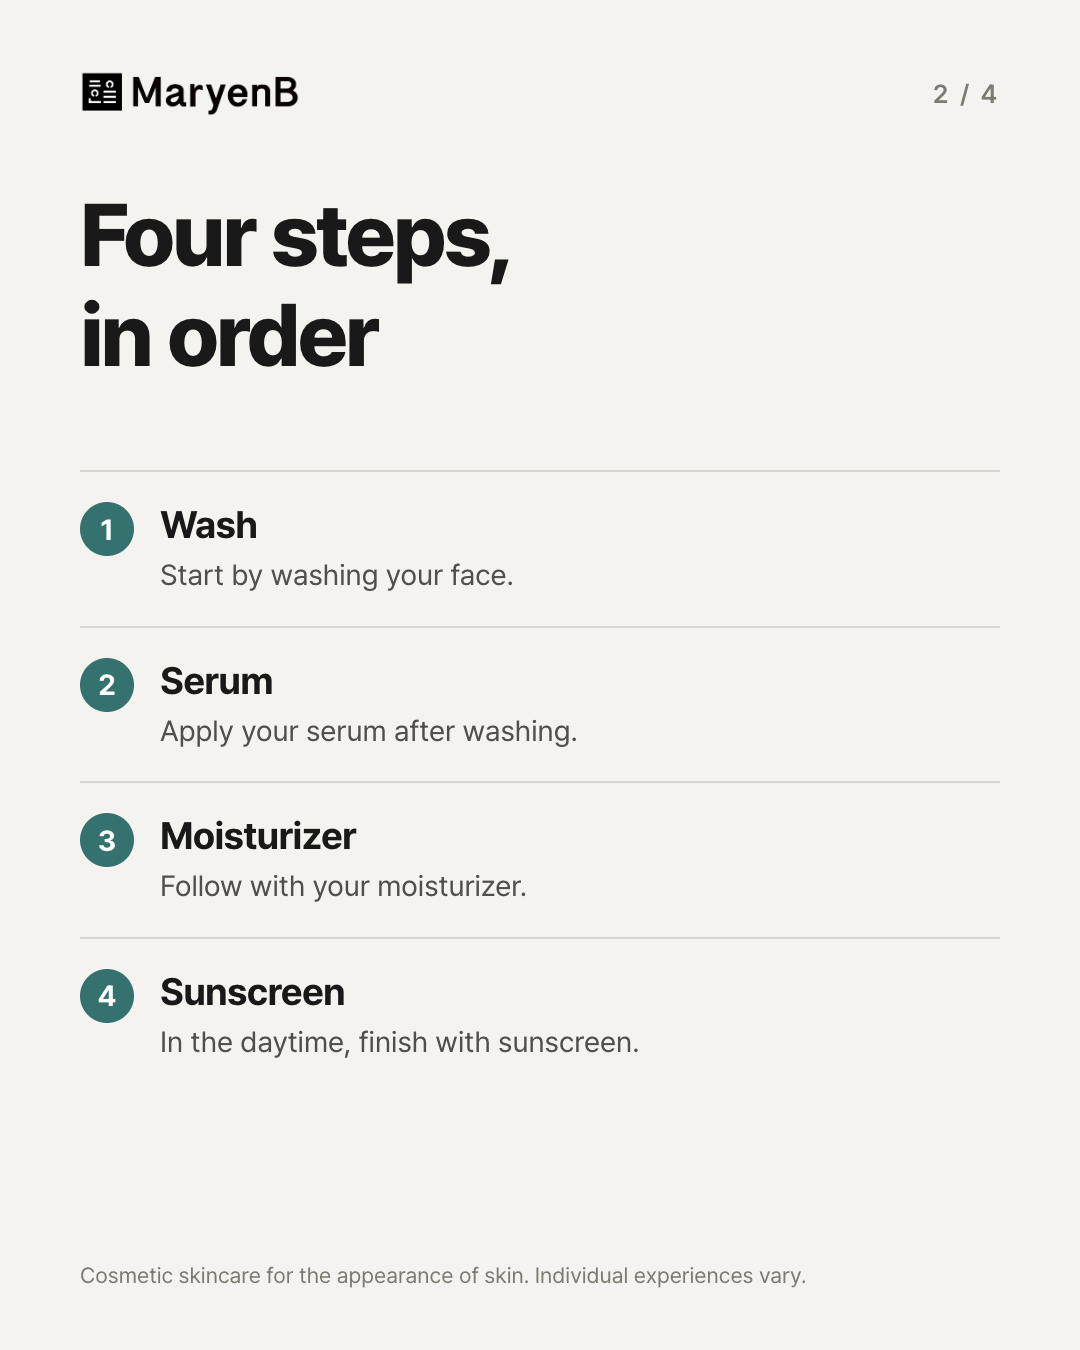 MaryenB
2 / 4
Four steps,
in order
1
Wash
Start by washing your face.
2
Serum
Apply your serum after washing.
3
Moisturizer
Follow with your moisturizer.
4
Sunscreen
In the daytime, finish with sunscreen.
Cosmetic skincare for the appearance of skin. Individual experiences vary.